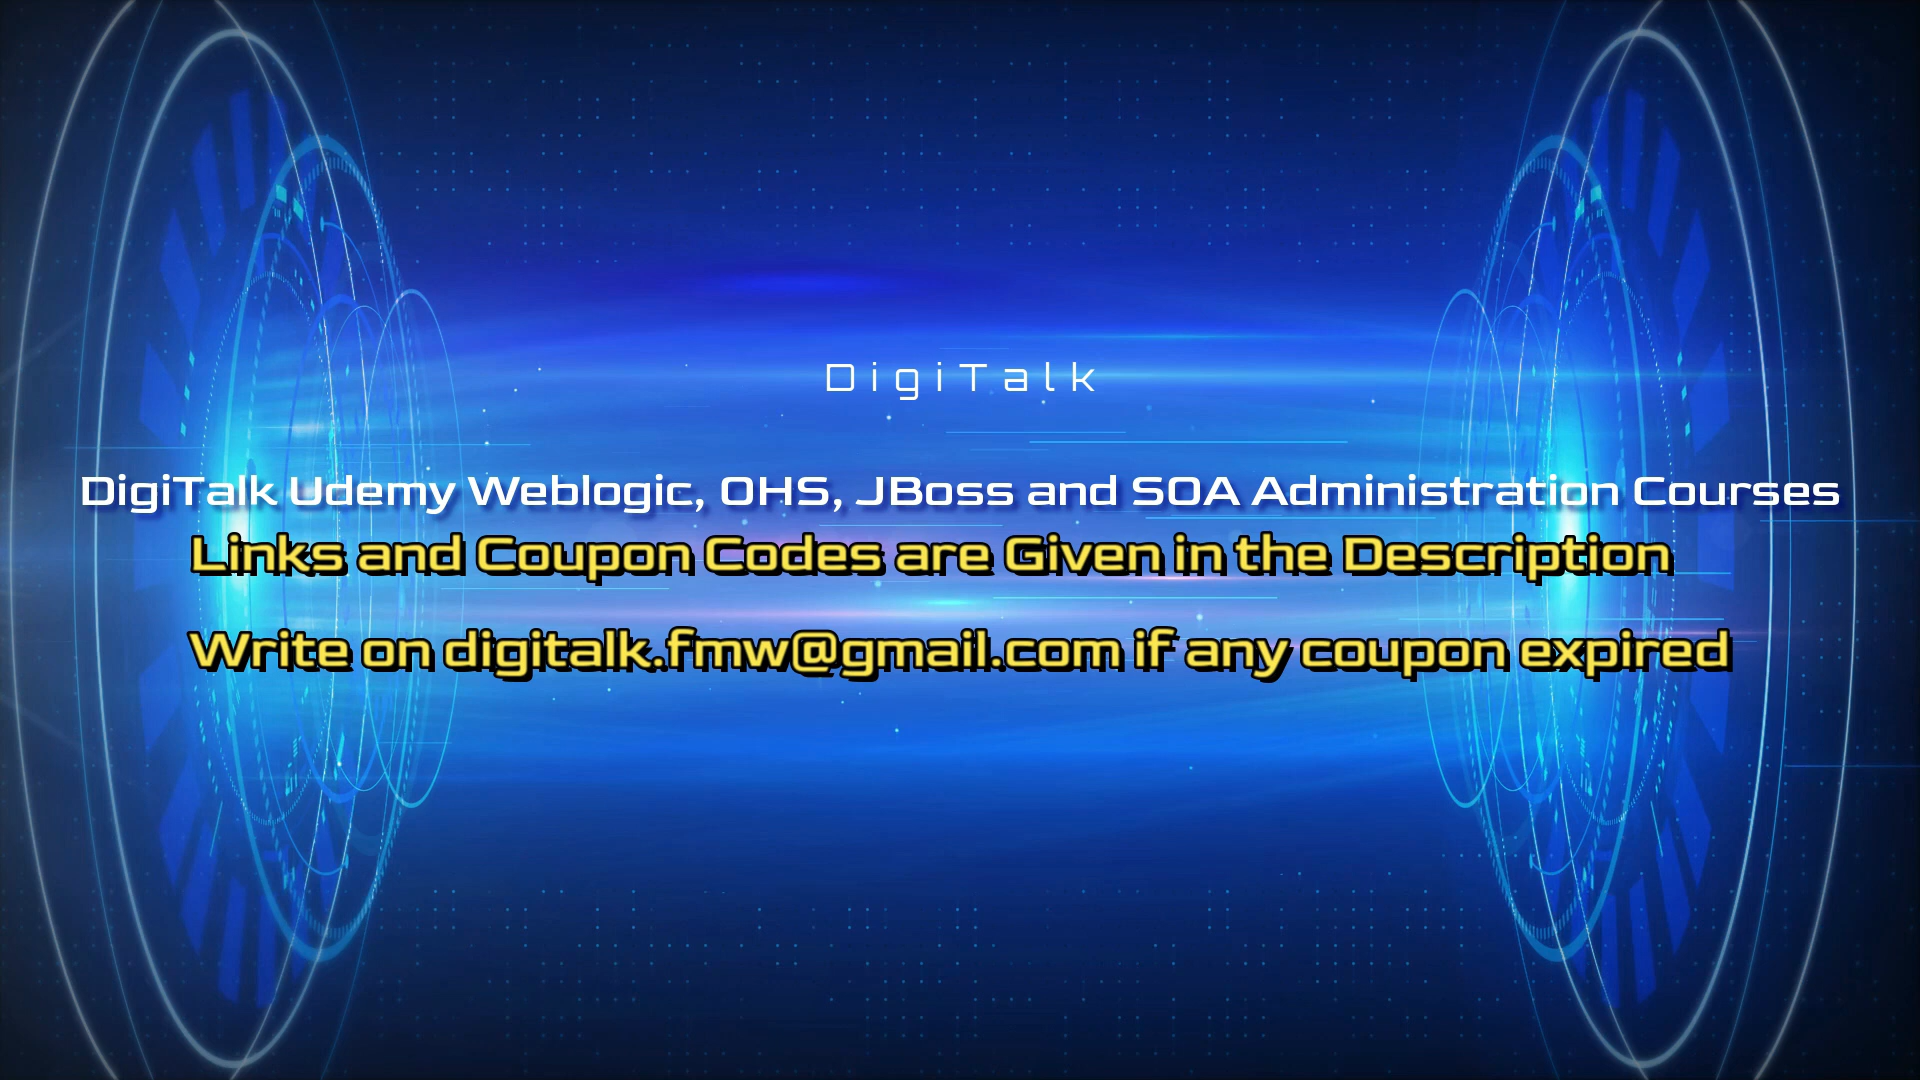 DigiTalk
DigiTalk Udemy Weblogic, OHS, JBoss and SOA Administration Courses
Links and Coupon Codes are Given in the Description
Write on digitalk.fmw@gmail.com if any coupon expired